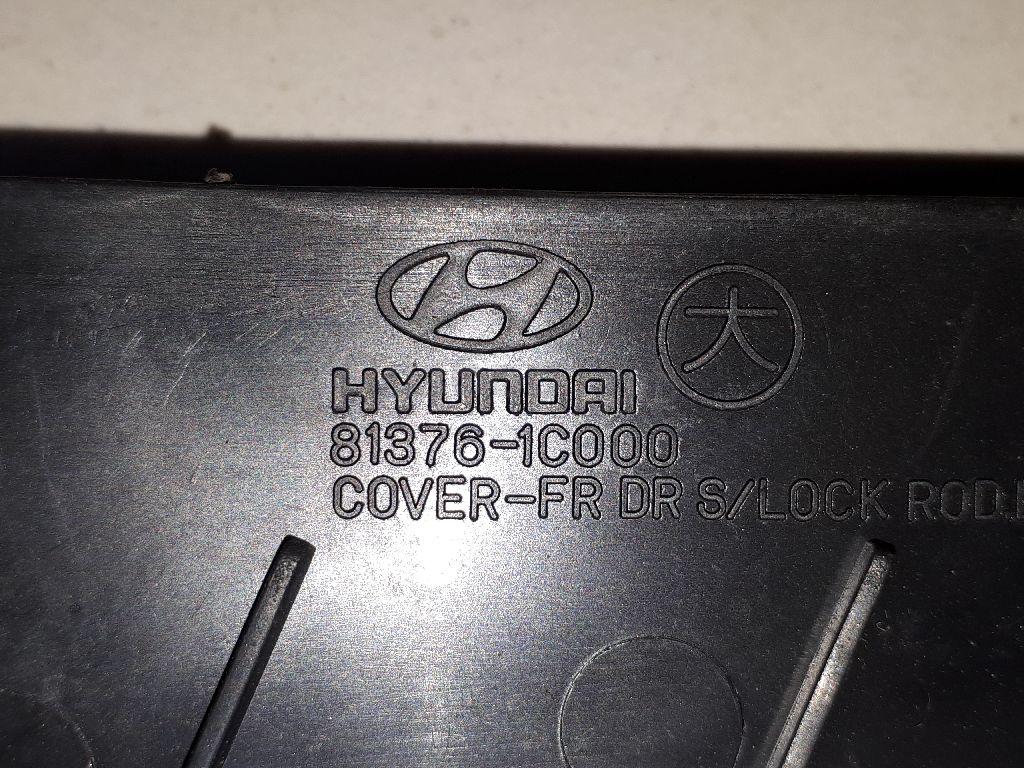 大
HYUNDAI
81376-1C000
COVER-FR DR S/LOCK ROD.